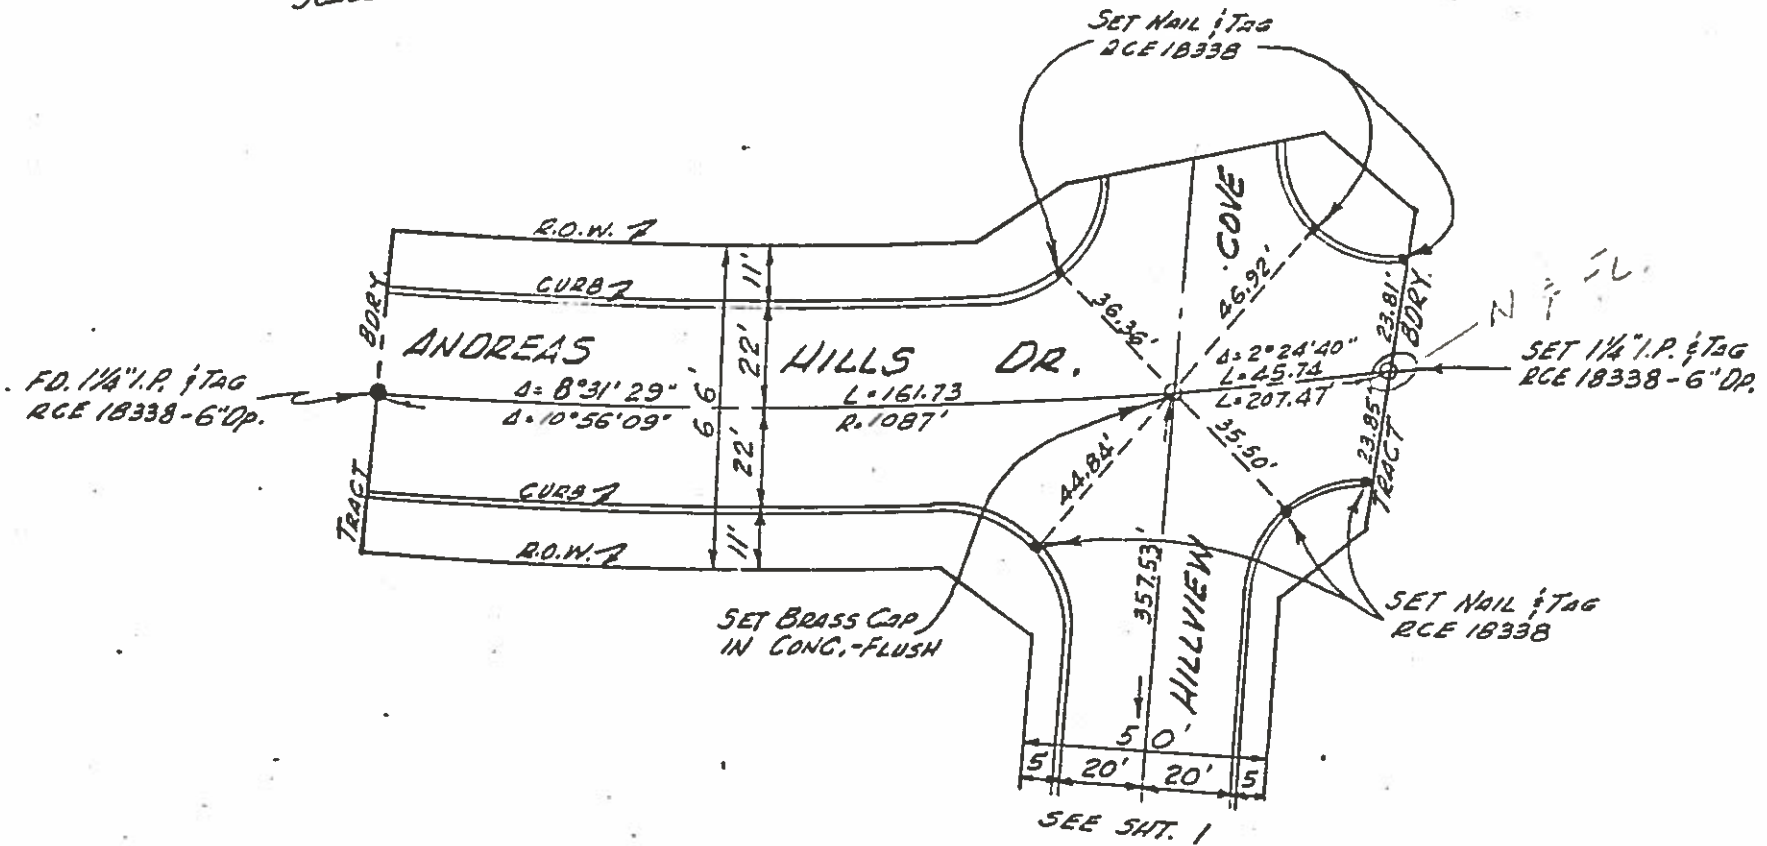 SET NAIL & TAG
RCE 18338
COVE
R.O.W.
11'
CURB
BDRY
36.36'
46.92'
23.81'
BDRY.
N &
ANDREAS HILLS DR.
22'
Δ= 2°24'40"
L=45.74
L=207.47
SET 1¼" I.P. & TAG
RCE 18338-6" DP.
FD. 1¼" I.P. & TAG
RCE 18338-6" DP.
Δ= 8°31'29"
L=161.73
Δ=10°56'09"
R=1087'
66'
22'
44.84'
35.50'
23.85'
TRACT
CURB
TRACT
R.O.W.
11'
357.53'
HILLVIEW
SET BRASS CAP
IN CONC.-FLUSH
SET NAIL & TAG
RCE 18338
50'
5 20' 20' 5
SEE SHT. 1